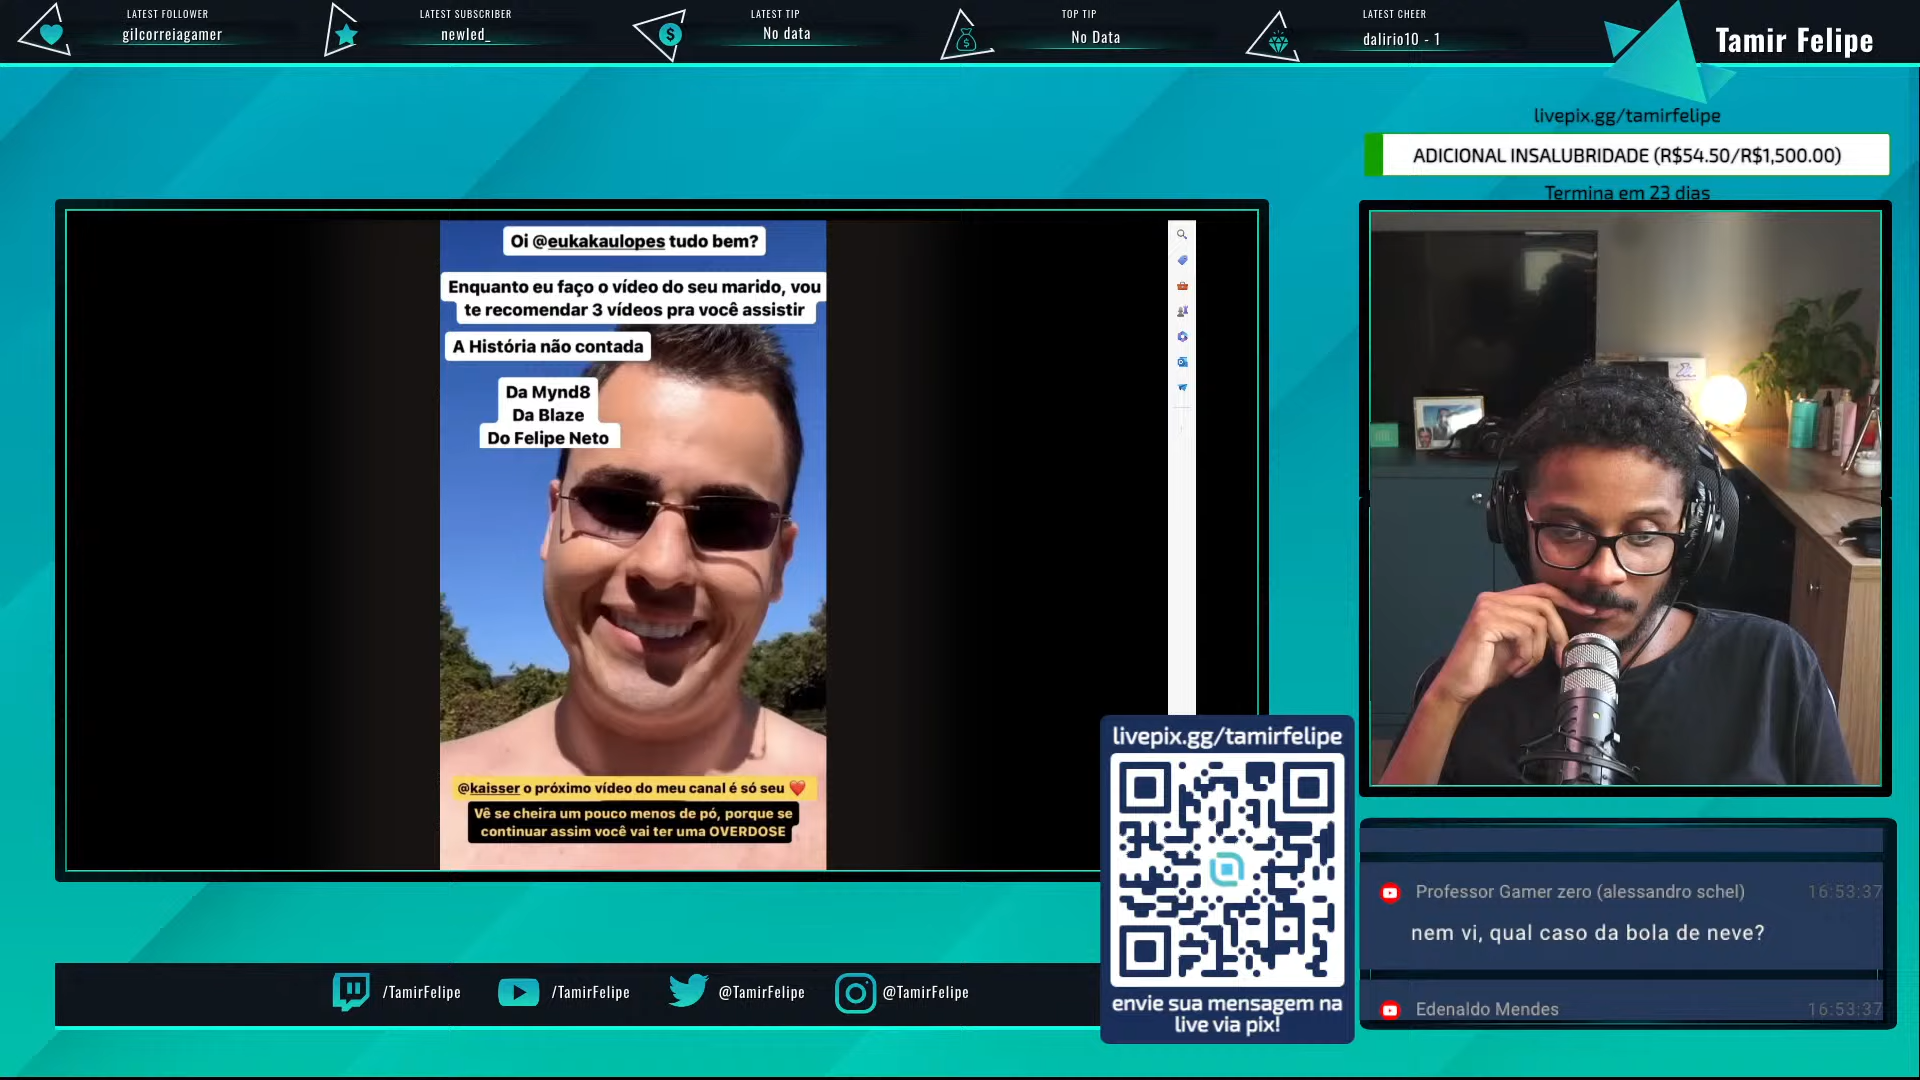 LATEST FOLLOWER
gilcorreiagamer
LATEST SUBSCRIBER
newled_
LATEST TIP
No data
TOP TIP
No Data
LATEST CHEER
dalirio10 - 1
Tamir Felipe
livepix.gg/tamirfelipe
ADICIONAL INSALUBRIDADE (R$54.50/R$1,500.00)
Termina em 23 dias
Oi @eukakaulopes tudo bem?
Enquanto eu faço o vídeo do seu marido, vou
te recomendar 3 vídeos pra você assistir
A História não contada
Da Mynd8
Da Blaze
Do Felipe Neto
@kaisser o próximo vídeo do meu canal é só seu ❤️
Vê se cheira um pouco menos de pó, porque se
continuar assim você vai ter uma OVERDOSE
livepix.gg/tamirfelipe
envie sua mensagem na
live via pix!
Professor Gamer zero (alessandro schel) 16:53:37
nem vi, qual caso da bola de neve?
Edenaldo Mendes 16:53:37
/TamirFelipe
/TamirFelipe
@TamirFelipe
@TamirFelipe